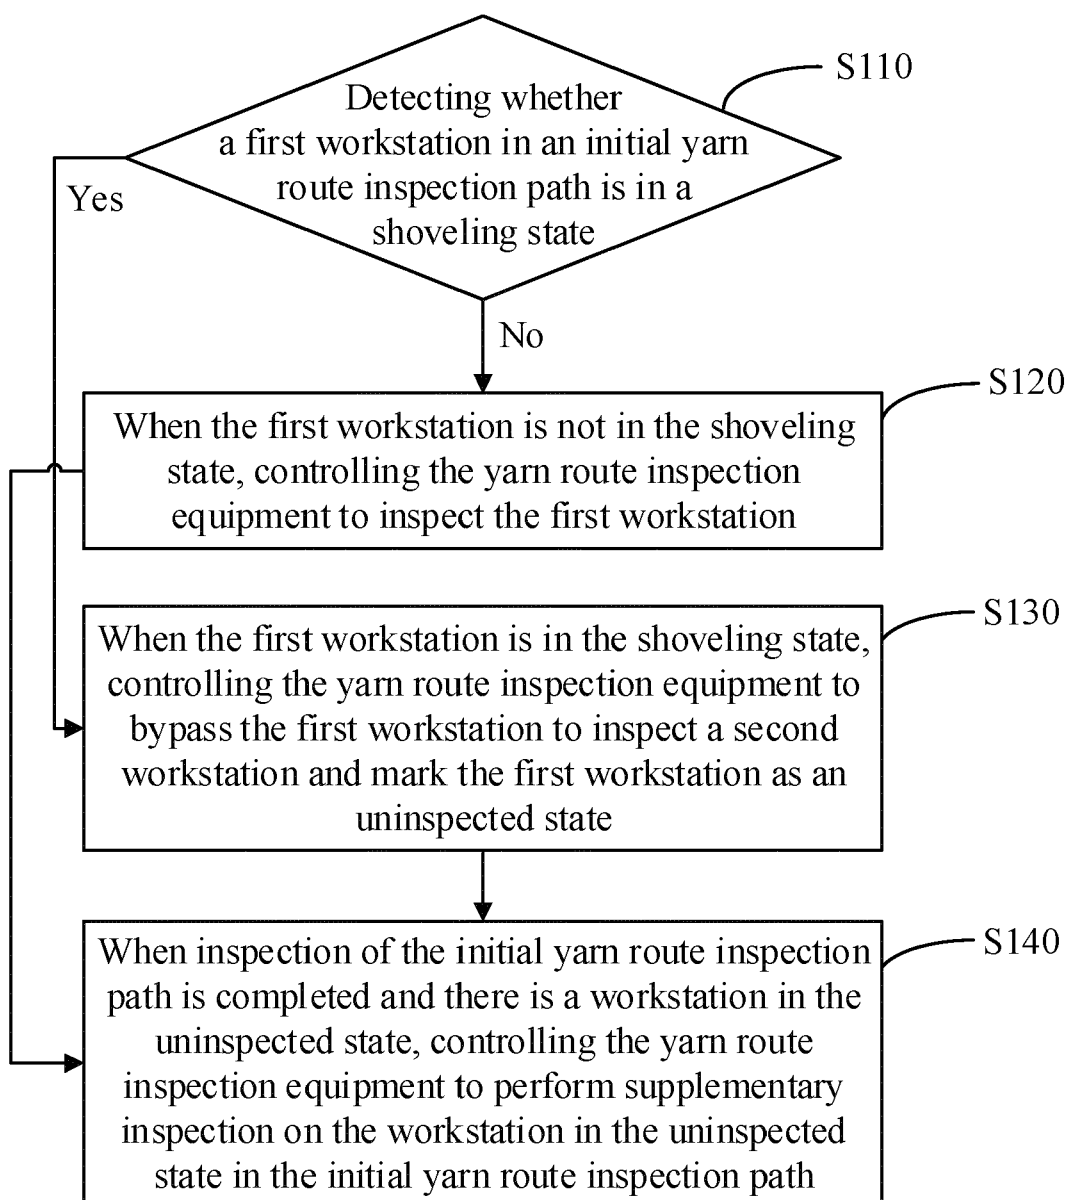 S110
Detecting whether
a first workstation in an initial yarn
route inspection path is in a
shoveling state
Yes
No
S120
When the first workstation is not in the shoveling
state, controlling the yarn route inspection
equipment to inspect the first workstation
S130
When the first workstation is in the shoveling state,
controlling the yarn route inspection equipment to
bypass the first workstation to inspect a second
workstation and mark the first workstation as an
uninspected state
S140
When inspection of the initial yarn route inspection
path is completed and there is a workstation in the
uninspected state, controlling the yarn route
inspection equipment to perform supplementary
inspection on the workstation in the uninspected
state in the initial yarn route inspection path